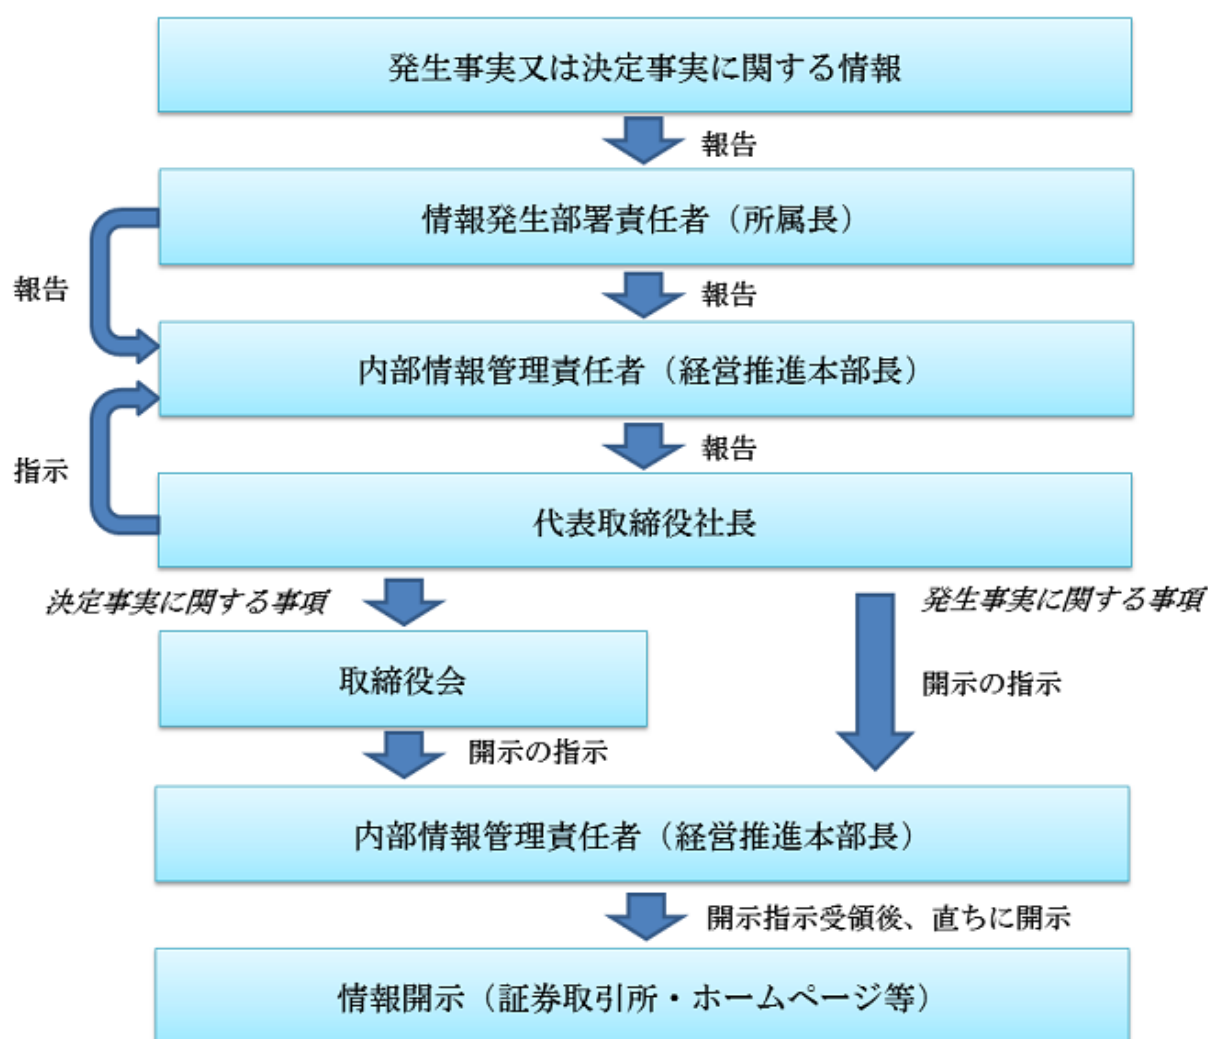 発生事実又は決定事実に関する情報
報告
情報発生部署責任者（所属長）
報告
報告
内部情報管理責任者（経営推進本部長）
報告
指示
代表取締役社長
決定事実に関する事項
発生事実に関する事項
取締役会
開示の指示
開示の指示
内部情報管理責任者（経営推進本部長）
開示指示受領後、直ちに開示
情報開示（証券取引所・ホームページ等）